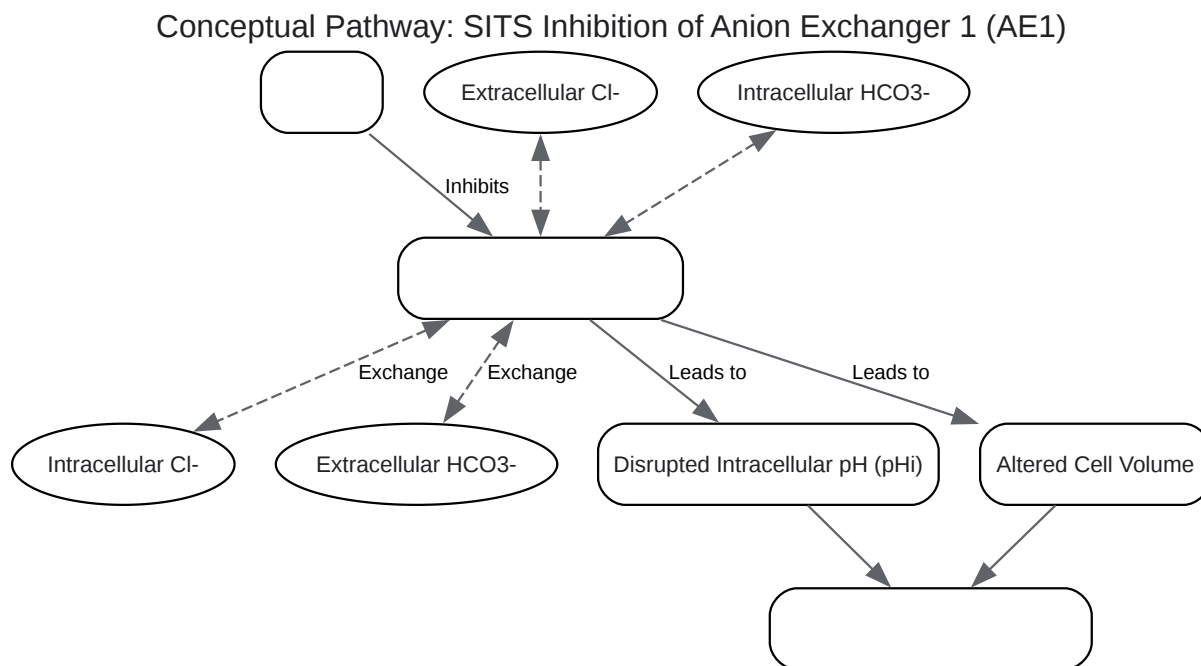 Conceptual Pathway: SITS Inhibition of Anion Exchanger 1 (AE1)
Extracellular Cl-
Intracellular HCO3-
Inhibits
Exchange
Exchange
Leads to
Leads to
Intracellular Cl-
Extracellular HCO3-
Disrupted Intracellular pH (pHi)
Altered Cell Volume